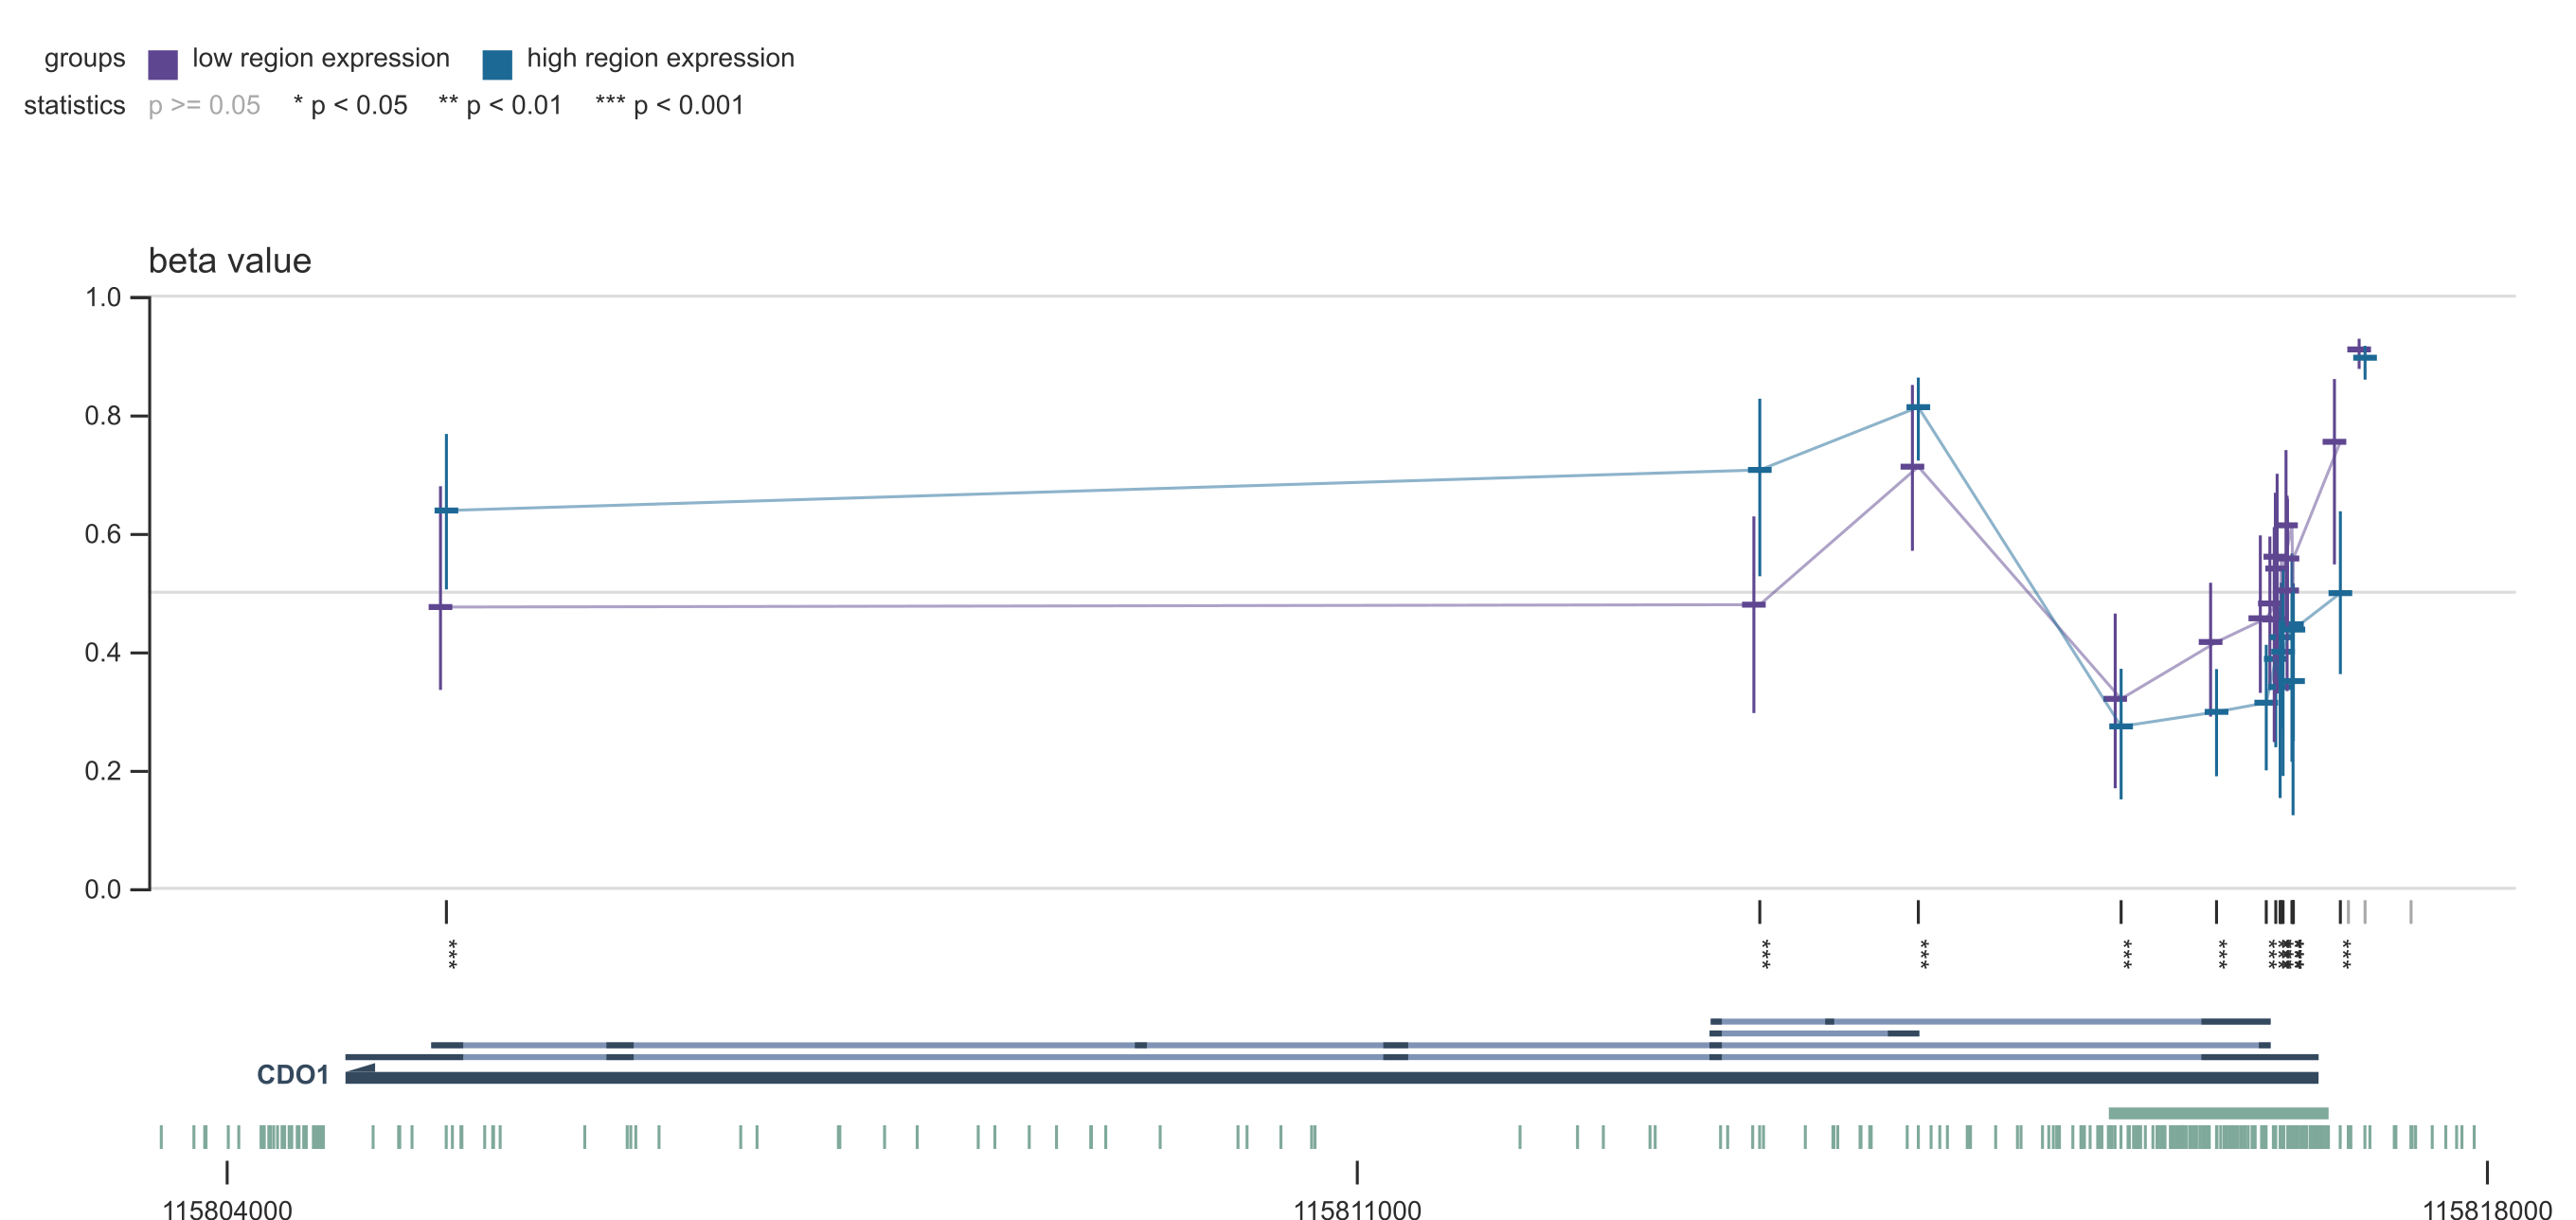 groups low region expression high region expression
statistics p >= 0.05 * p < 0.05 ** p < 0.01 *** p < 0.001
beta value
1.0
0.8
0.6
0.4
0.2
0.0
*** *** *** *** *** *** ***
CDO1
115804000 115811000 115818000